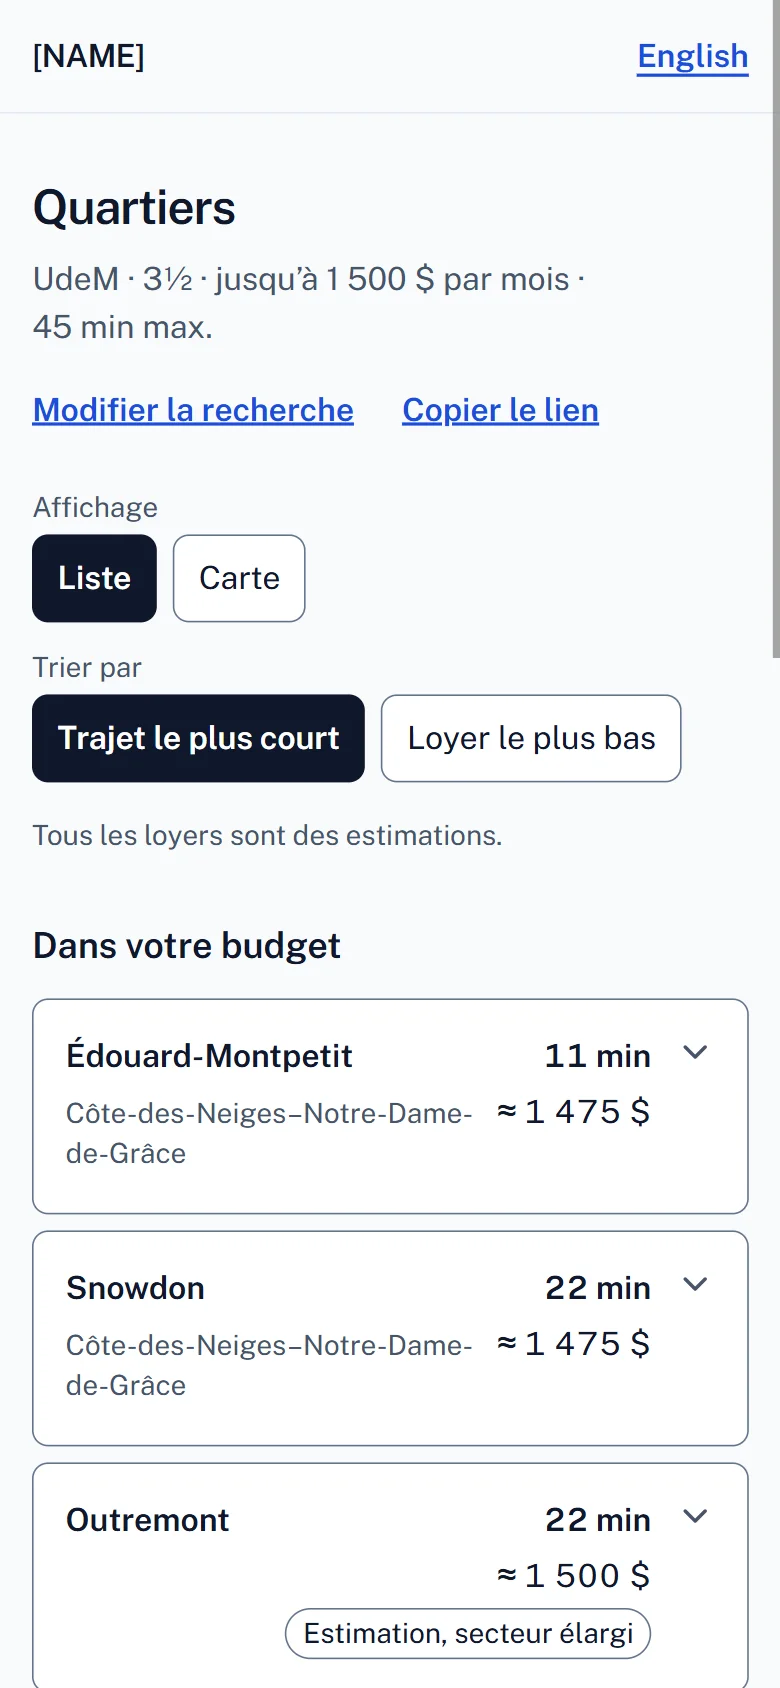 [NAME]
English
Quartiers
UdeM · 3½ · jusqu’à 1 500 $ par mois ·
45 min max.
Modifier la recherche
Copier le lien
Affichage
Liste
Carte
Trier par
Trajet le plus court
Loyer le plus bas
Tous les loyers sont des estimations.
Dans votre budget
Édouard-Montpetit
11 min
Côte-des-Neiges–Notre-Dame-
de-Grâce
≈ 1 475 $
Snowdon
22 min
Côte-des-Neiges–Notre-Dame-
de-Grâce
≈ 1 475 $
Outremont
22 min
≈ 1 500 $
Estimation, secteur élargi